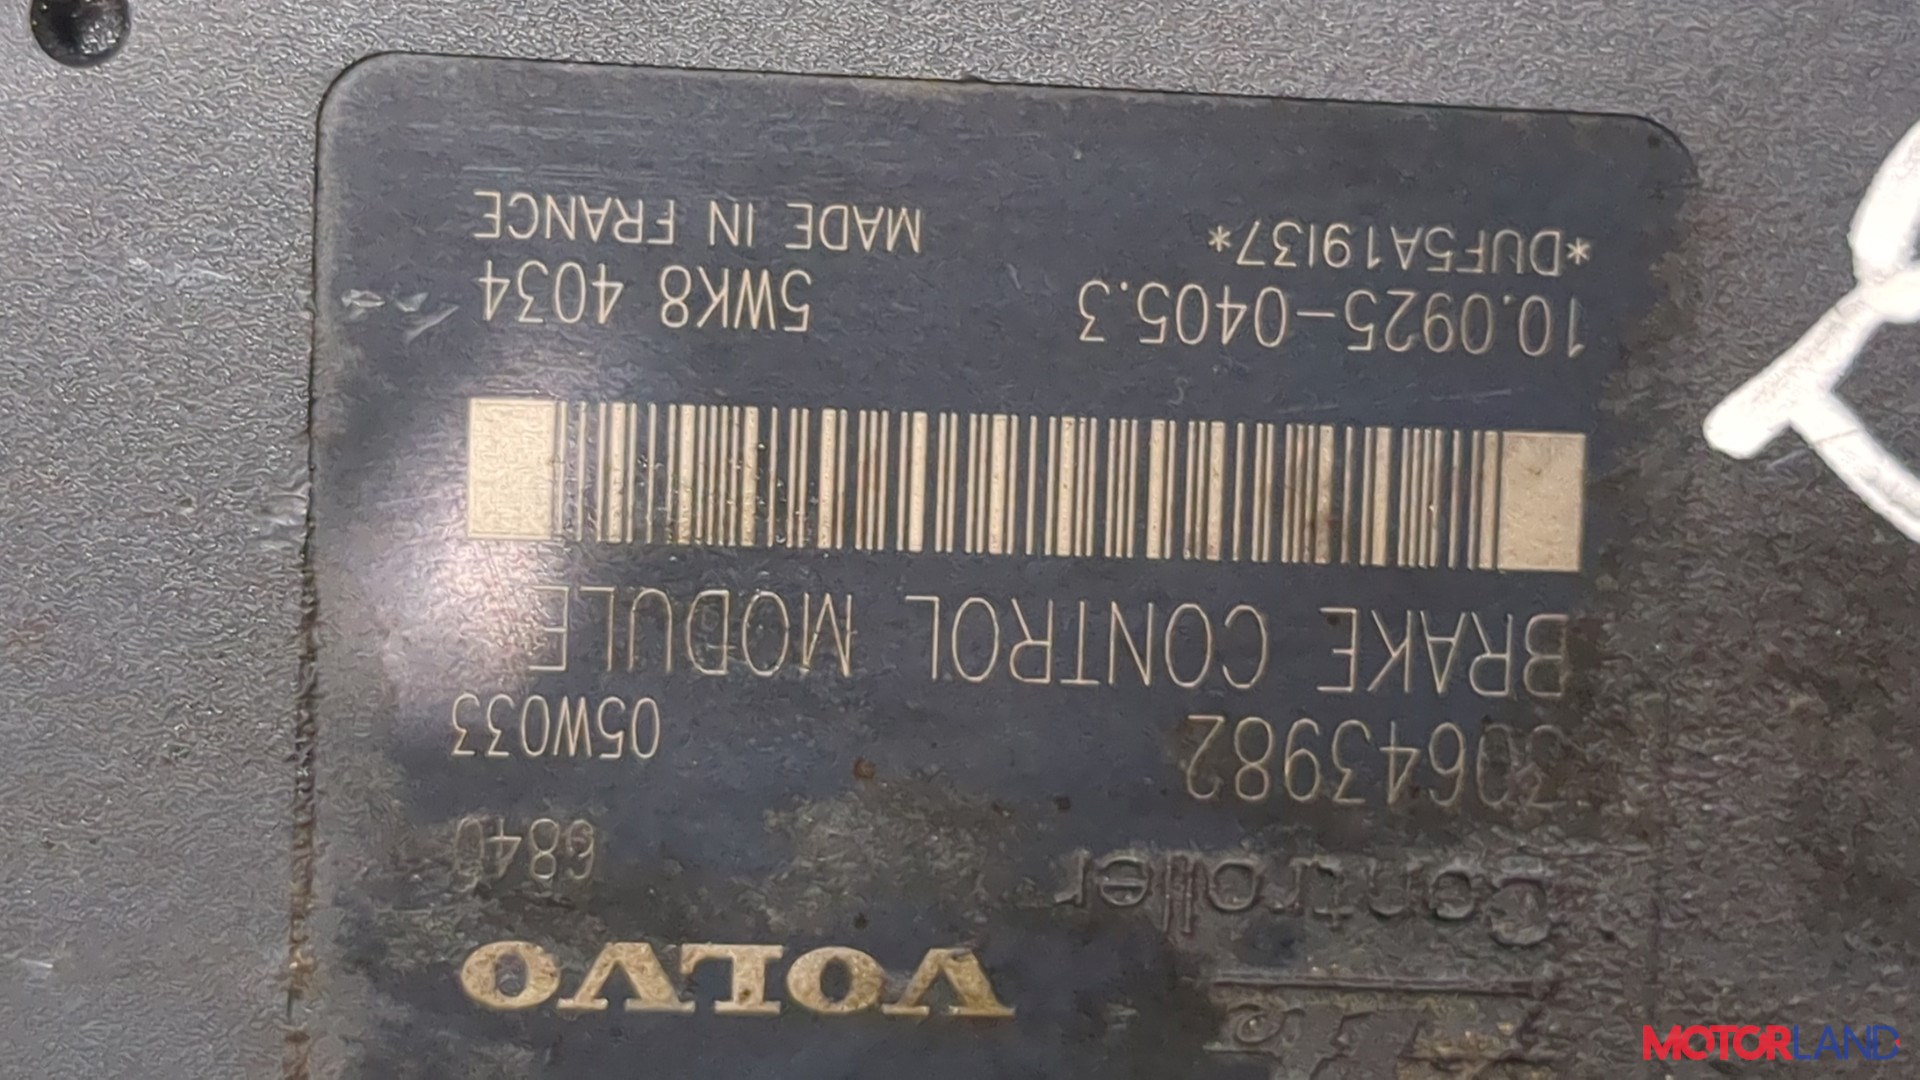 VOLVO
6840
Controller
30643982 05W033
BRAKE CONTROL MODULE
10.0925-0405.3 5WK8 4034
*DUF5A19137* MADE IN FRANCE
MOTORLAND